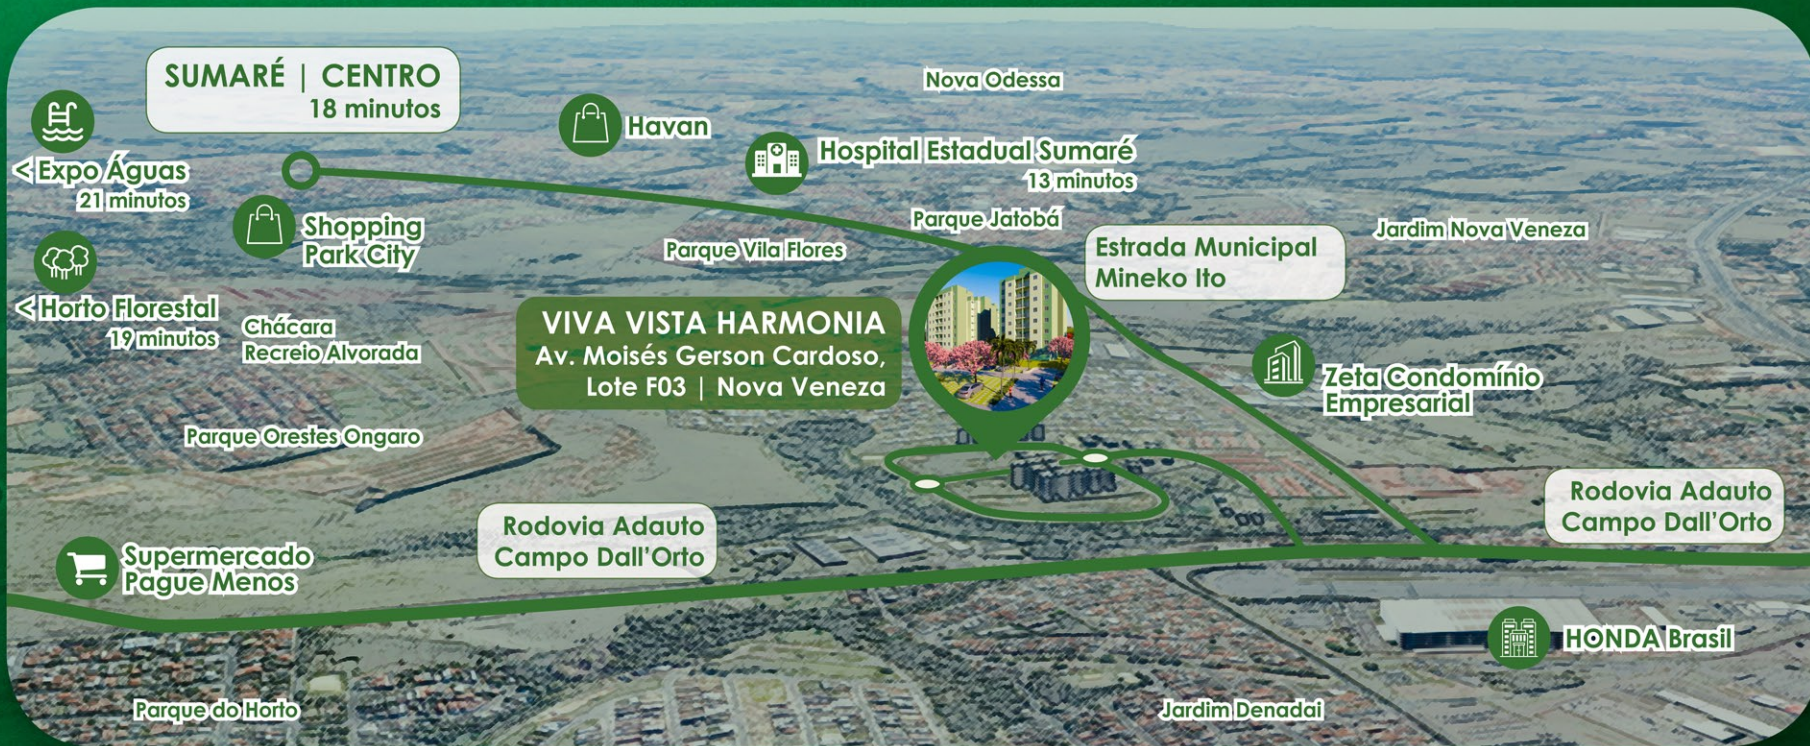 SUMARÉ | CENTRO
18 minutos
Nova Odessa
Havan
Hospital Estadual Sumaré
13 minutos
< Expo Águas
21 minutos
Shopping
Park City
Parque Jatobá
Parque Vila Flores
Estrada Municipal
Mineko Ito
Jardim Nova Veneza
< Horto Florestal
19 minutos
Chácara
Recreio Alvorada
VIVA VISTA HARMONIA
Av. Moisés Gerson Cardoso,
Lote F03 | Nova Veneza
Zeta Condomínio
Empresarial
Parque Orestes Ongaro
Rodovia Adauto
Campo Dall'Orto
Rodovia Adauto
Campo Dall'Orto
Supermercado
Pague Menos
HONDA Brasil
Parque do Horto
Jardim Denadai